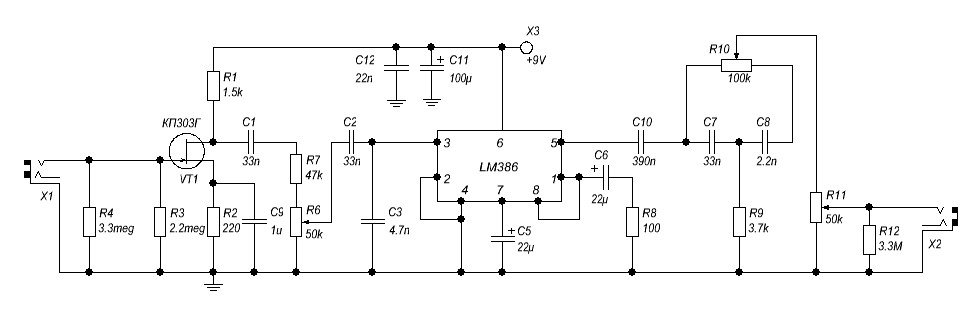 X3
+9V
C12
22n
+ C11
100µ
R10
100k
R1
1.5k
КП303Г
VT1
C1
33n
C2
33n
3
6
5
LM386
2
4
7
8
1
C10
390n
C7
33n
C8
2.2n
R7
47k
+ C6
22µ
X1
R4
3.3meg
R3
2.2meg
R2
220
C9
1u
R6
50k
C3
4.7n
+ C5
22µ
R8
100
R9
3.7k
R11
50k
R12
3.3M
X2